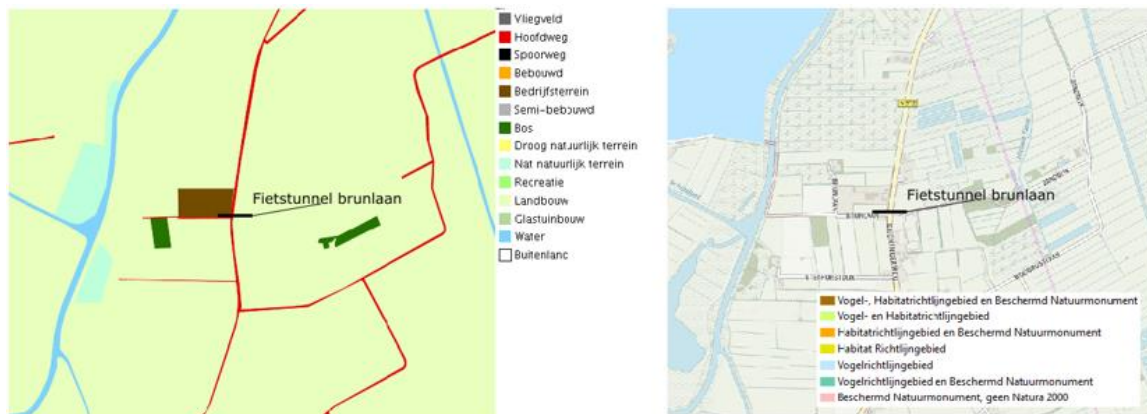 Vliegveld
Hoofdweg
Spoorweg
Bebouwd
Bedrijfsterrein
Semi-bebouwd
Bos
Droog natuurlijk terrein
Nat natuurlijk terrein
Recreatie
Landbouw
Glastuinbouw
Water
Buitenlanc
Fietstunnel brunlaan
Fietstunnel brunlaan
ZANDDIJK
Vogel-, Habitatrichtlijngebied en Beschermd Natuurmonument
Vogel- en Habitatrichtlijngebied
Habitatrichtlijngebied en Beschermd Natuurmonument
Habitat Richtlijngebied
Vogelrichtlijngebied
Vogelrichtlijngebied en Beschermd Natuurmonument
Beschermd Natuurmonument, geen Natura 2000